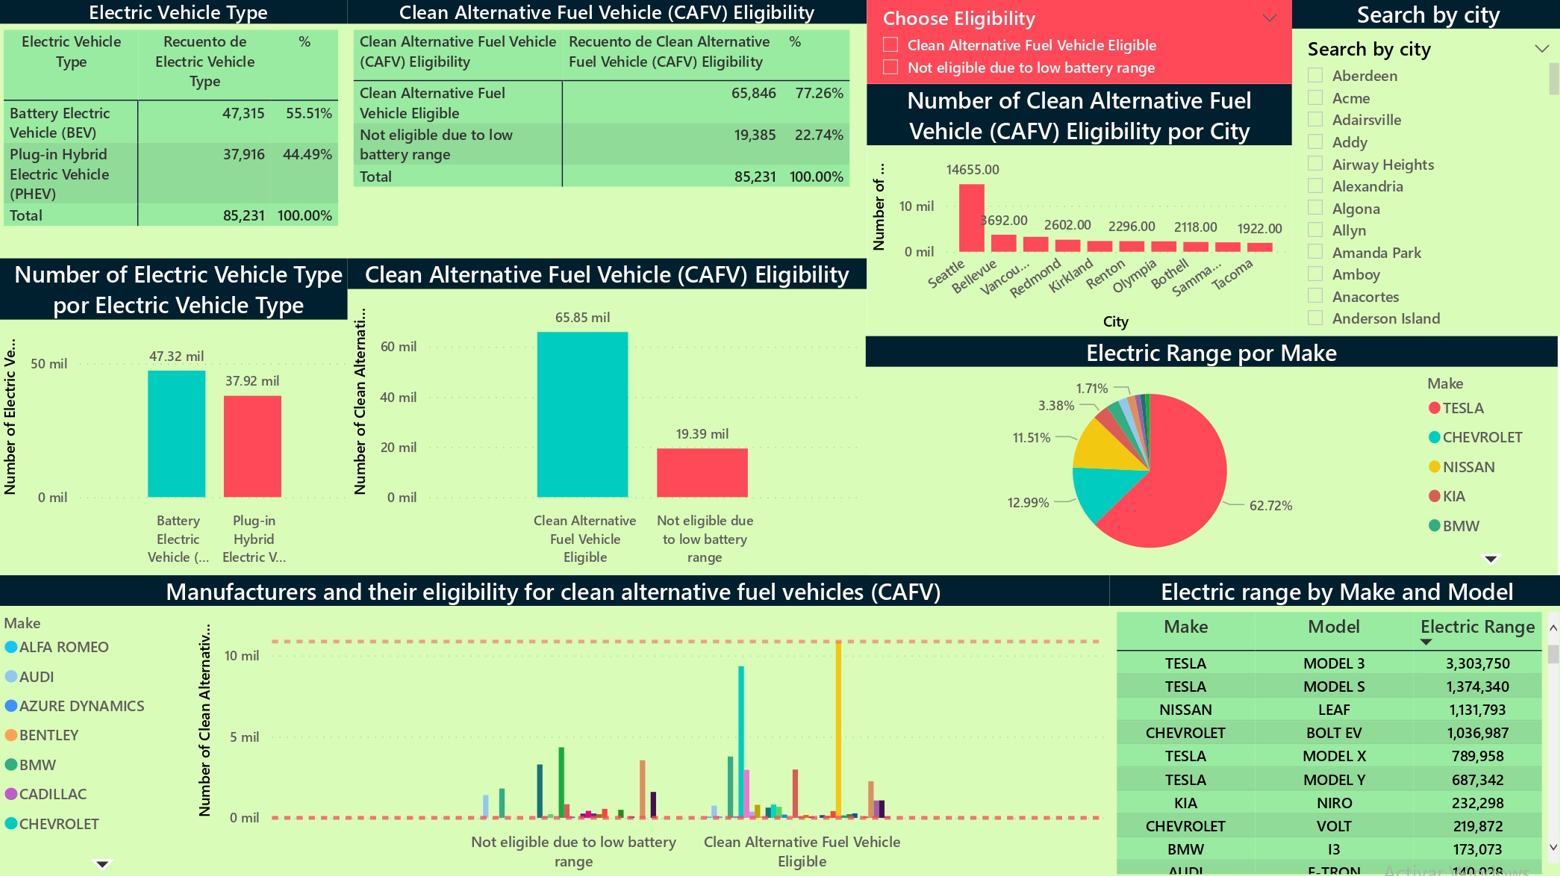 Electric Vehicle Type
Electric Vehicle Type
Recuento de Electric Vehicle Type
%
Battery Electric Vehicle (BEV) 47,315 55.51%
Plug-in Hybrid Electric Vehicle (PHEV) 37,916 44.49%
Total 85,231 100.00%
Clean Alternative Fuel Vehicle (CAFV) Eligibility
Clean Alternative Fuel Vehicle (CAFV) Eligibility
Recuento de Clean Alternative Fuel Vehicle (CAFV) Eligibility
%
Clean Alternative Fuel Vehicle Eligible 65,846 77.26%
Not eligible due to low battery range 19,385 22.74%
Total 85,231 100.00%
Choose Eligibility
Clean Alternative Fuel Vehicle Eligible
Not eligible due to low battery range
Number of Clean Alternative Fuel
Vehicle (CAFV) Eligibility por City
Number of ...
10 mil
0 mil
14655.00
3692.00
2602.00
2296.00
2118.00
1922.00
Seattle
Bellevue
Vancou...
Redmond
Kirkland
Renton
Olympia
Bothell
Samma...
Tacoma
City
Search by city
Search by city
Aberdeen
Acme
Adairsville
Addy
Airway Heights
Alexandria
Algona
Allyn
Amanda Park
Amboy
Anacortes
Anderson Island
Number of Electric Vehicle Type
por Electric Vehicle Type
Number of Electric Ve...
50 mil
0 mil
47.32 mil
37.92 mil
Battery
Electric
Vehicle (...
Plug-in
Hybrid
Electric V...
Clean Alternative Fuel Vehicle (CAFV) Eligibility
Number of Clean Alternati...
60 mil
40 mil
20 mil
0 mil
65.85 mil
19.39 mil
Clean Alternative
Fuel Vehicle
Eligible
Not eligible due
to low battery
range
Electric Range por Make
1.71%
3.38%
11.51%
12.99%
62.72%
Make
TESLA
CHEVROLET
NISSAN
KIA
BMW
Manufacturers and their eligibility for clean alternative fuel vehicles (CAFV)
Make
ALFA ROMEO
AUDI
AZURE DYNAMICS
BENTLEY
BMW
CADILLAC
CHEVROLET
Number of Clean Alternativ...
10 mil
5 mil
0 mil
Not eligible due to low battery
range
Clean Alternative Fuel Vehicle
Eligible
Electric range by Make and Model
Make Model Electric Range
TESLA MODEL 3 3,303,750
TESLA MODEL S 1,374,340
NISSAN LEAF 1,131,793
CHEVROLET BOLT EV 1,036,987
TESLA MODEL X 789,958
TESLA MODEL Y 687,342
KIA NIRO 232,298
CHEVROLET VOLT 219,872
BMW I3 173,073
AUDI E-TRON